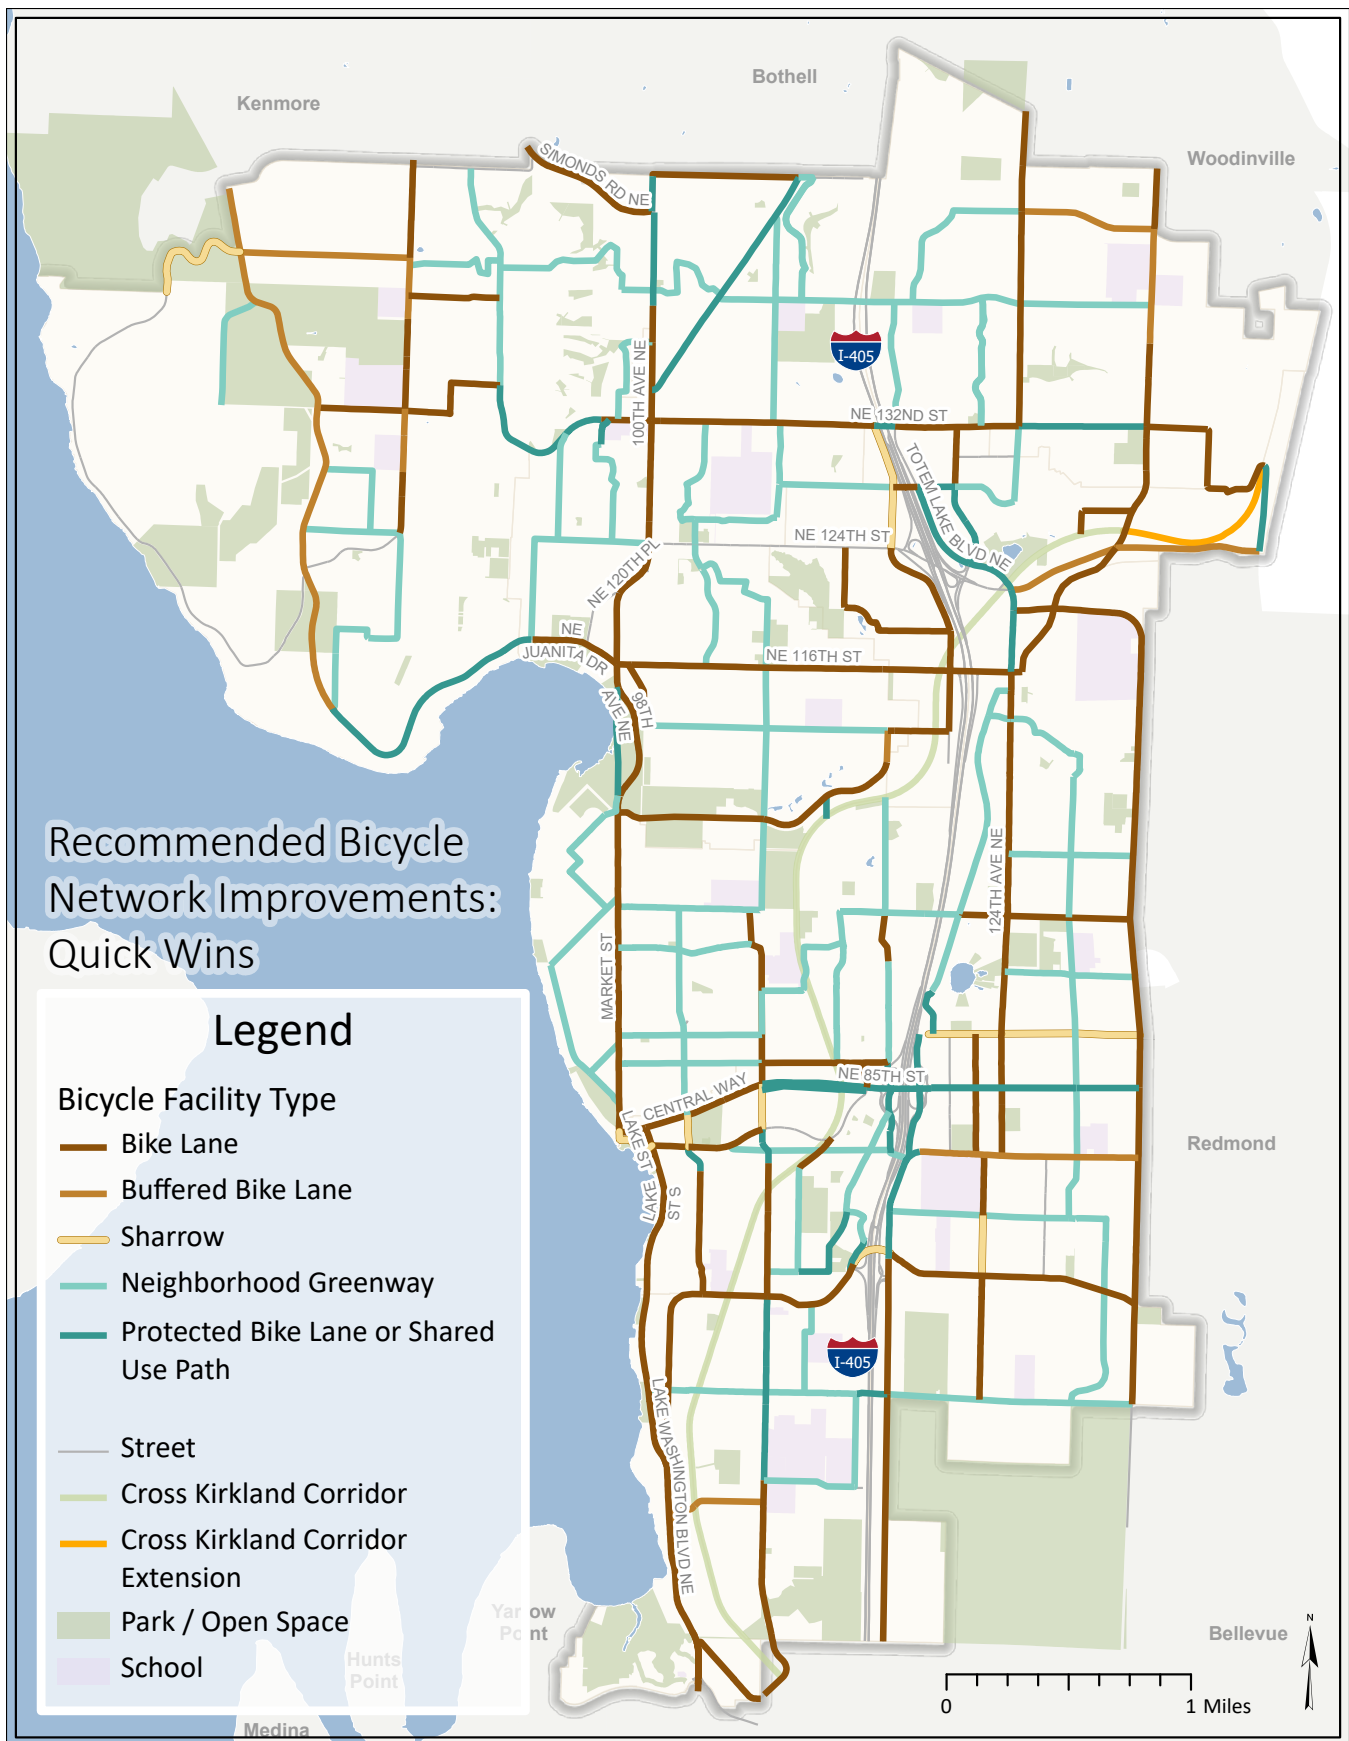 Kenmore
Bothell
Woodinville
SIMONDS RD NE
100TH AVE NE
I-405
NE 132ND ST
TOTEM LAKE BLVD NE
NE 124TH ST
NE 120TH PL
NE
JUANITA DR
NE 116TH ST
98TH
AVE NE
Recommended Bicycle
Network Improvements:
Quick Wins
124TH AVE NE
MARKET ST
Legend
Bicycle Facility Type
Bike Lane
Buffered Bike Lane
Sharrow
Neighborhood Greenway
Protected Bike Lane or Shared
Use Path
Street
Cross Kirkland Corridor
Cross Kirkland Corridor
Extension
Park / Open Space
School
NE 85TH ST
CENTRAL WAY
LAKE ST
LAKE
ST S
Redmond
I-405
LAKE WASHINGTON BLVD NE
Yarrow
Point
Hunts
Point
Medina
Bellevue
N
0
1 Miles